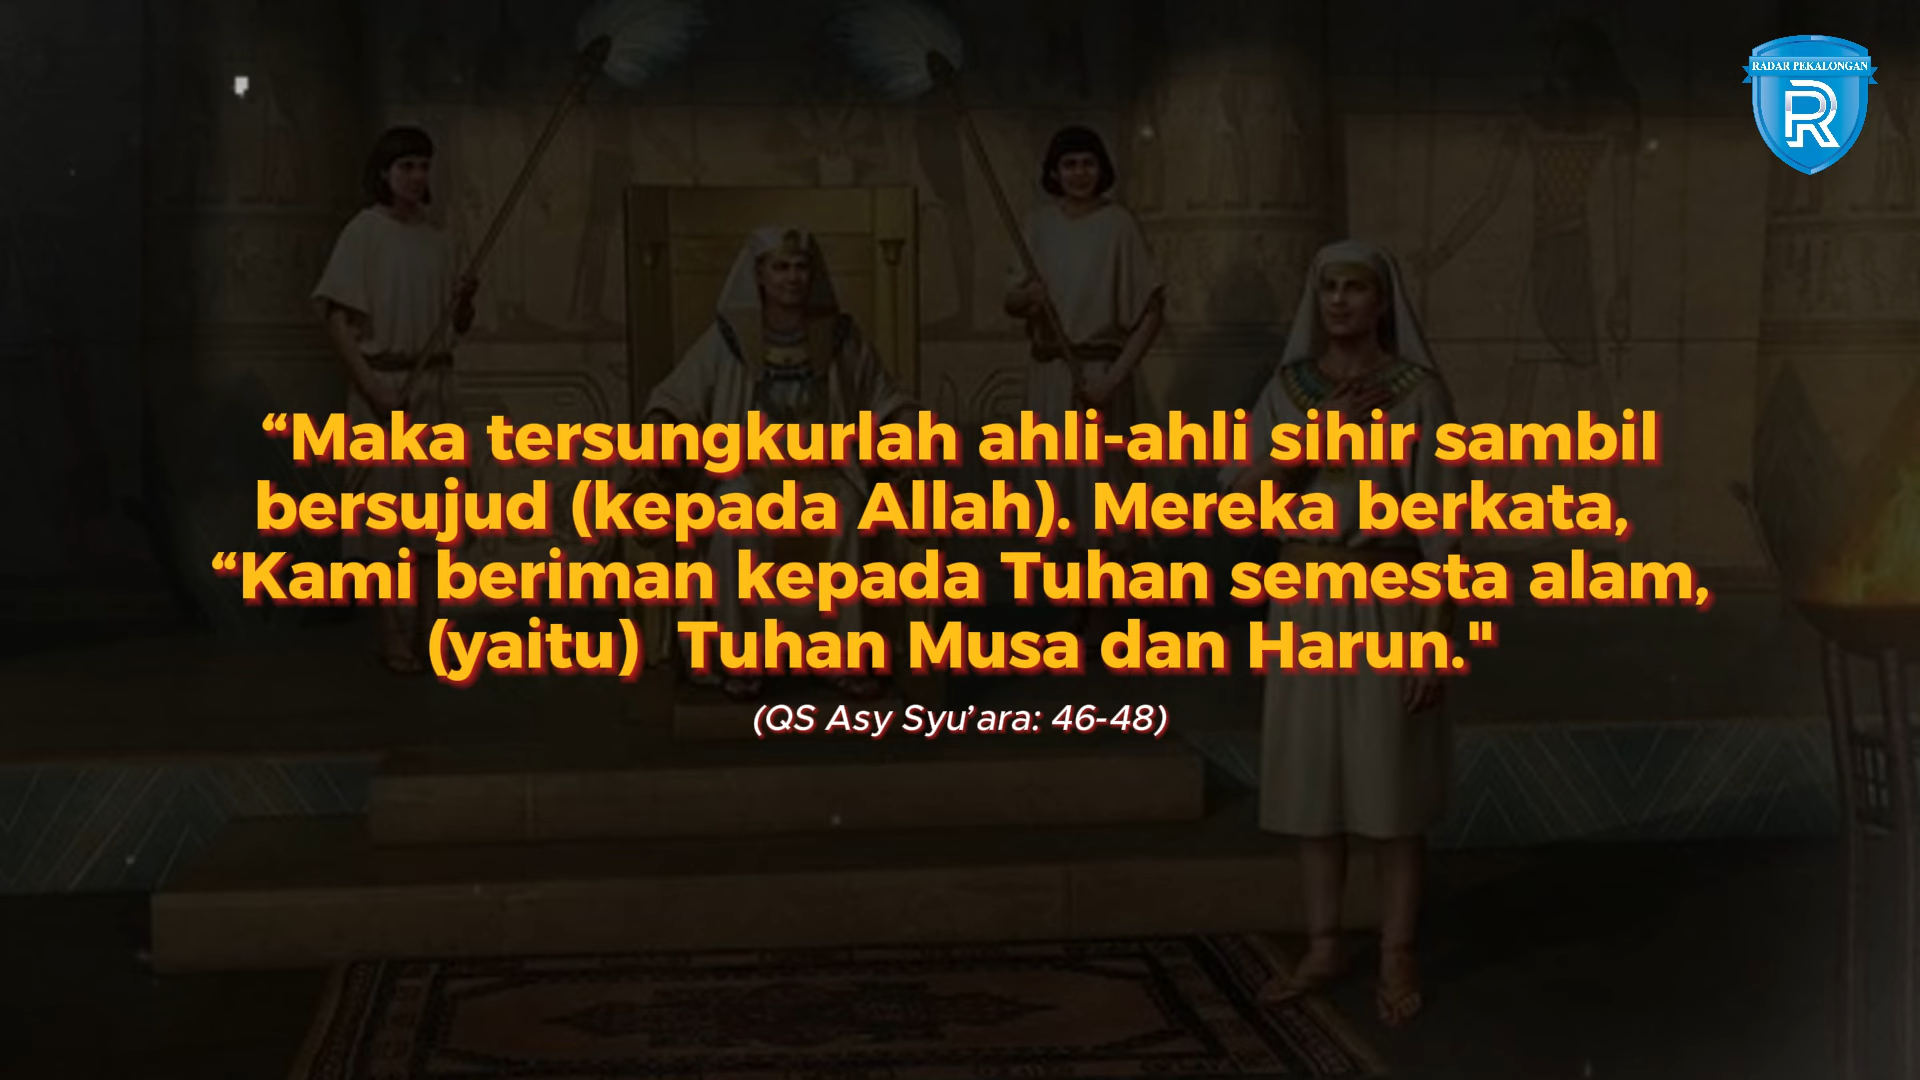 RADAR PEKALONGAN
“Maka tersungkurlah ahli-ahli sihir sambil
bersujud (kepada Allah). Mereka berkata,
“Kami beriman kepada Tuhan semesta alam,
(yaitu) Tuhan Musa dan Harun."
(QS Asy Syu’ara: 46-48)